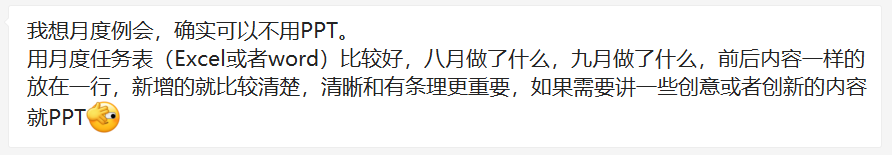 我想月度例会，确实可以不用PPT。
用月度任务表（Excel或者word）比较好，八月做了什么，九月做了什么，前后内容一样的
放在一行，新增的就比较清楚，清晰和有条理更重要，如果需要讲一些创意或者创新的内容
就PPT